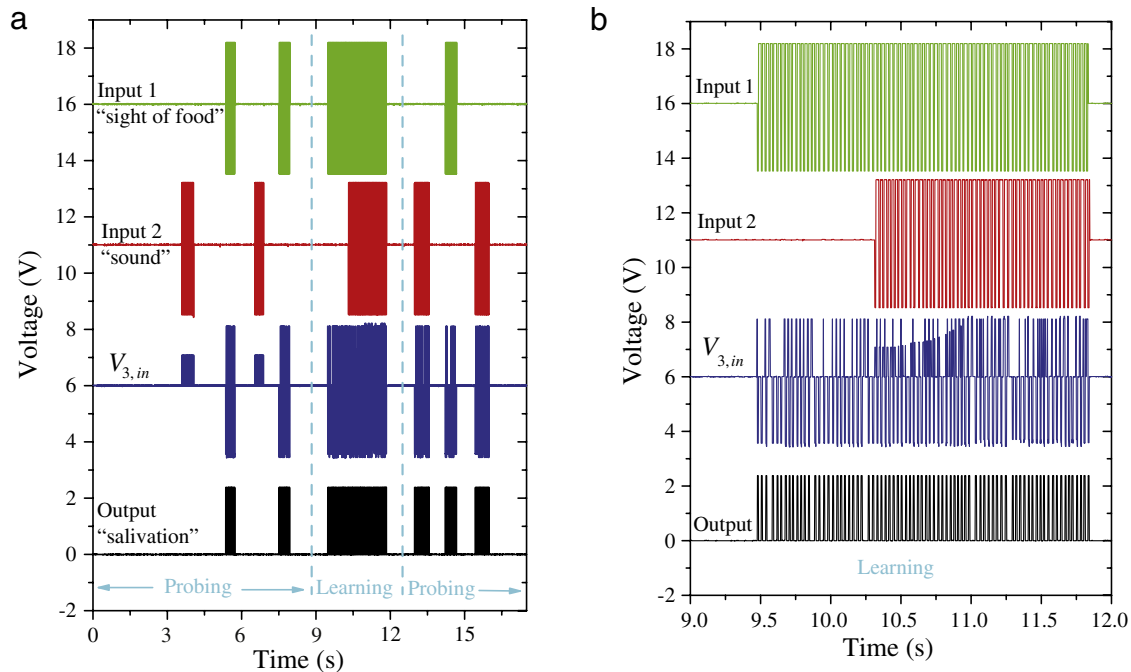 a
18
16
14
12
10
8
6
4
2
0
-2
Voltage (V)
Input 1
“sight of food”
Input 2
“sound”
V3,in
Output
“salivation”
Probing
Learning
Probing
0
3
6
9
12
15
Time (s)
b
18
16
14
12
10
8
6
4
2
0
-2
Voltage (V)
Input 1
Input 2
V3,in
Output
Learning
9.0
9.5
10.0
10.5
11.0
11.5
12.0
Time (s)